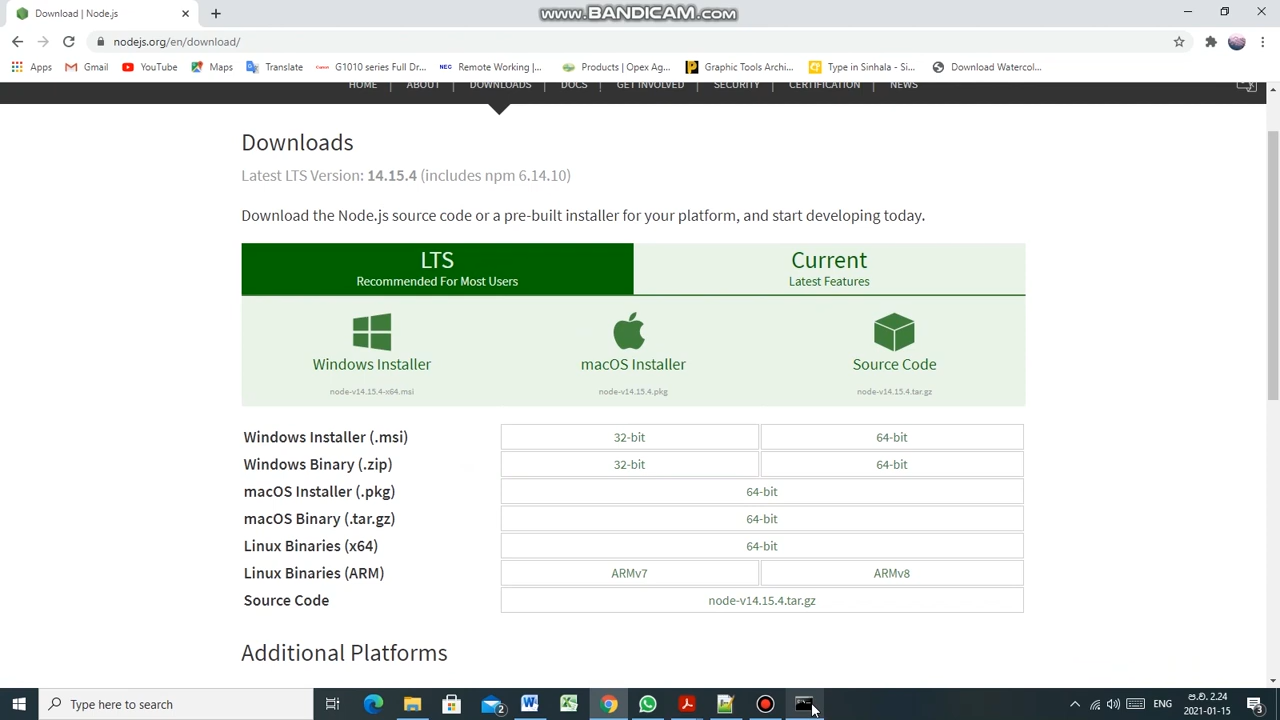 Download | Node.js
www.BANDICAM.com
nodejs.org/en/download/
Apps
Gmail
YouTube
Maps
Translate
Canon
G1010 series Full Dr...
NEC
Remote Working |...
Products | Opex Ag...
Graphic Tools Archi...
Type in Sinhala - Si...
Download Watercol...
HOME
ABOUT
DOWNLOADS
DOCS
GET INVOLVED
SECURITY
CERTIFICATION
NEWS
Downloads
Latest LTS Version: 14.15.4 (includes npm 6.14.10)
Download the Node.js source code or a pre-built installer for your platform, and start developing today.
LTS
Recommended For Most Users
Current
Latest Features
Windows Installer
node-v14.15.4-x64.msi
macOS Installer
node-v14.15.4.pkg
Source Code
node-v14.15.4.tar.gz
Windows Installer (.msi)
32-bit
64-bit
Windows Binary (.zip)
32-bit
64-bit
macOS Installer (.pkg)
64-bit
macOS Binary (.tar.gz)
64-bit
Linux Binaries (x64)
64-bit
Linux Binaries (ARM)
ARMv7
ARMv8
Source Code
node-v14.15.4.tar.gz
Additional Platforms
Type here to search
2
ENG
පෙ.ව. 2.24
2021-01-15
3